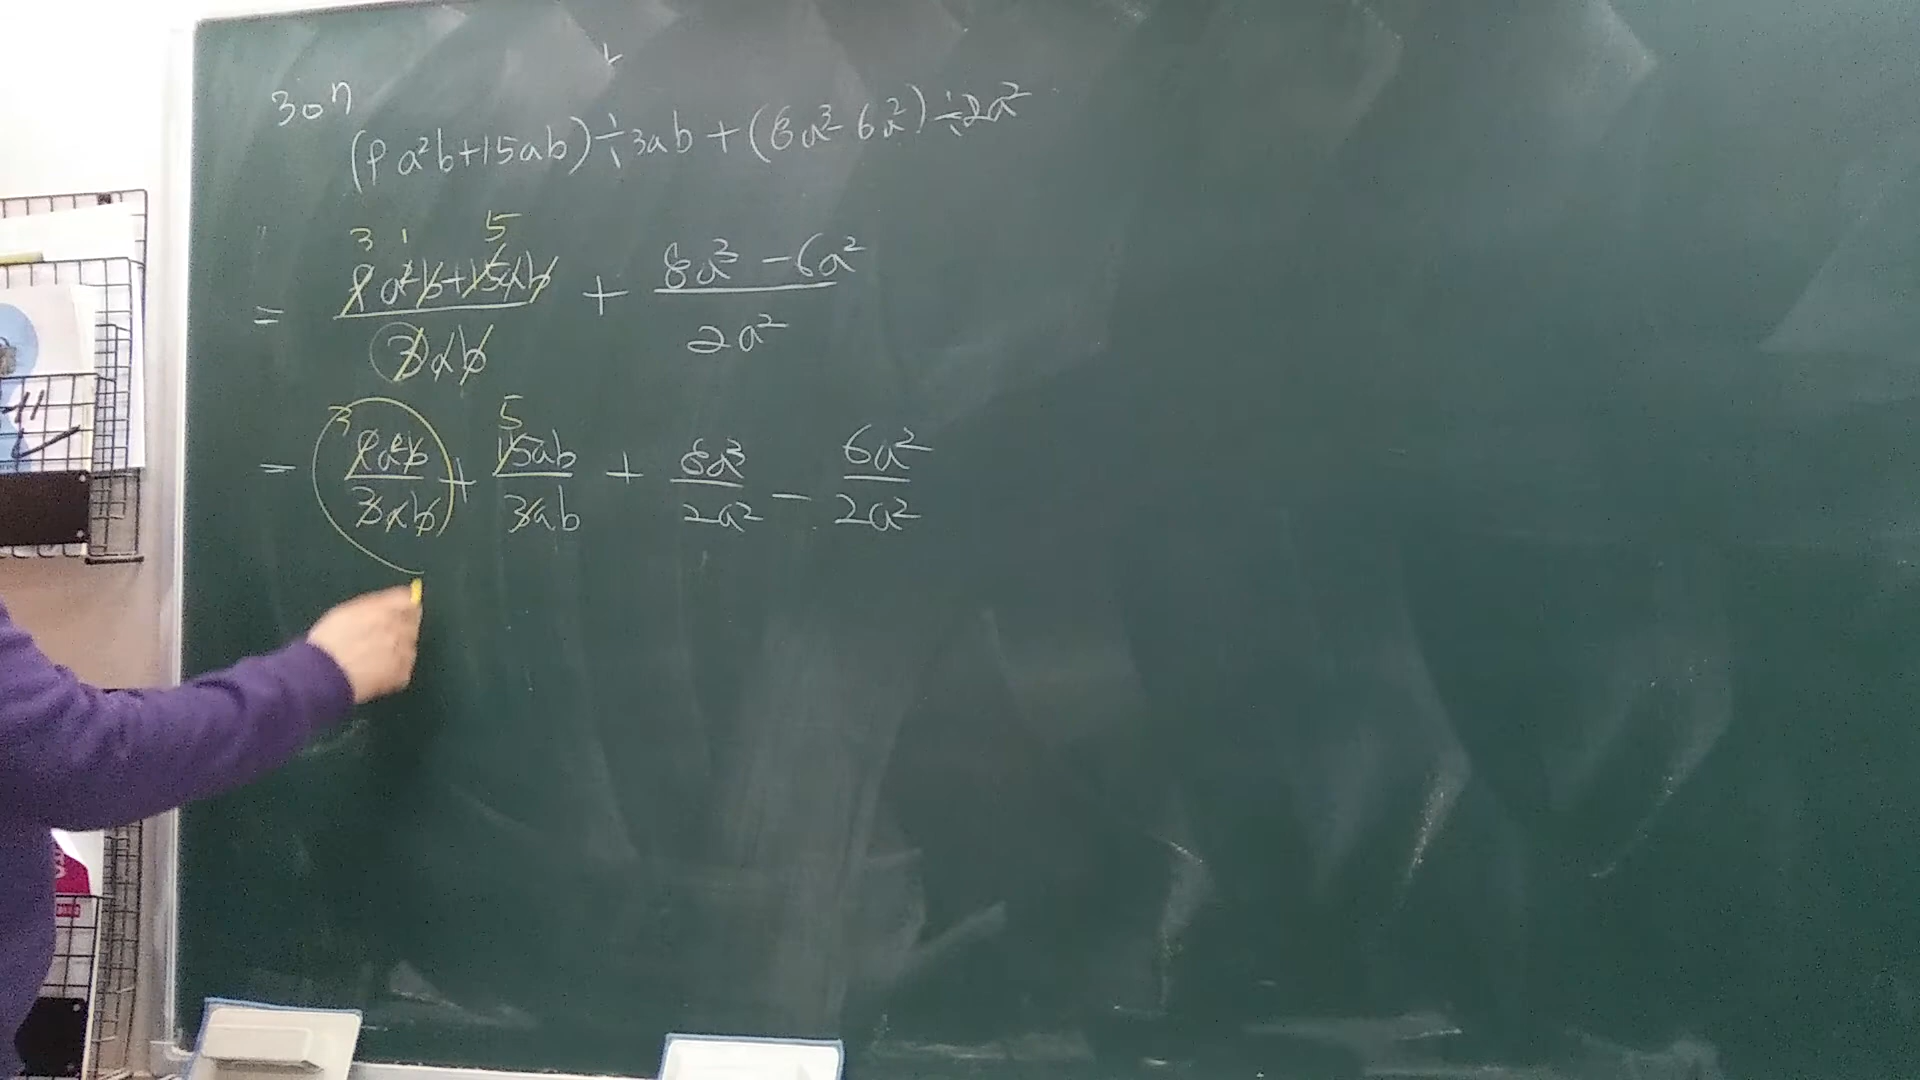 30 n
(9a²b+15ab)÷3ab+(8a³-6a²)÷2a²
3 1 5
= 9a²b+15ab/3ab + 8a³-6a²/2a²
3 5
= 9a²b/3ab + 15ab/3ab + 8a³/2a² - 6a²/2a²